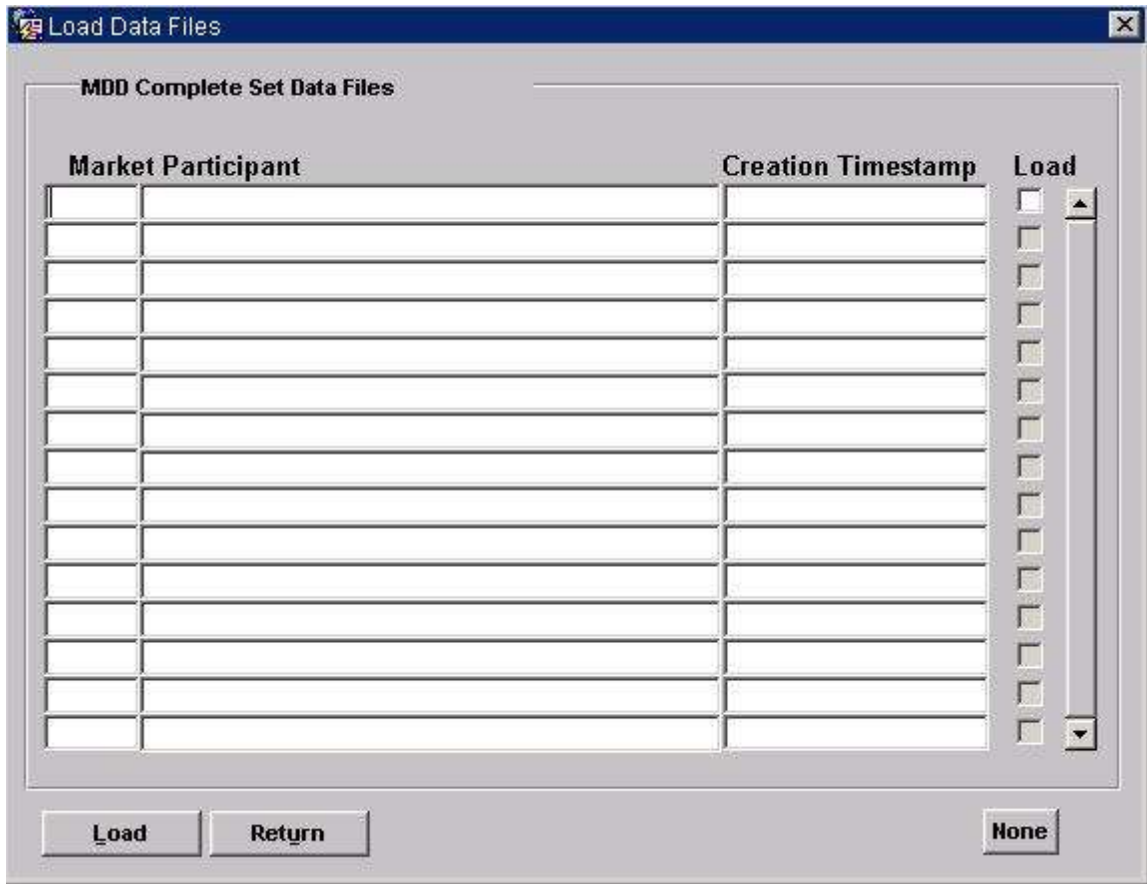 Load Data Files
MDD Complete Set Data Files
Market Participant Creation Timestamp Load
Load Return None